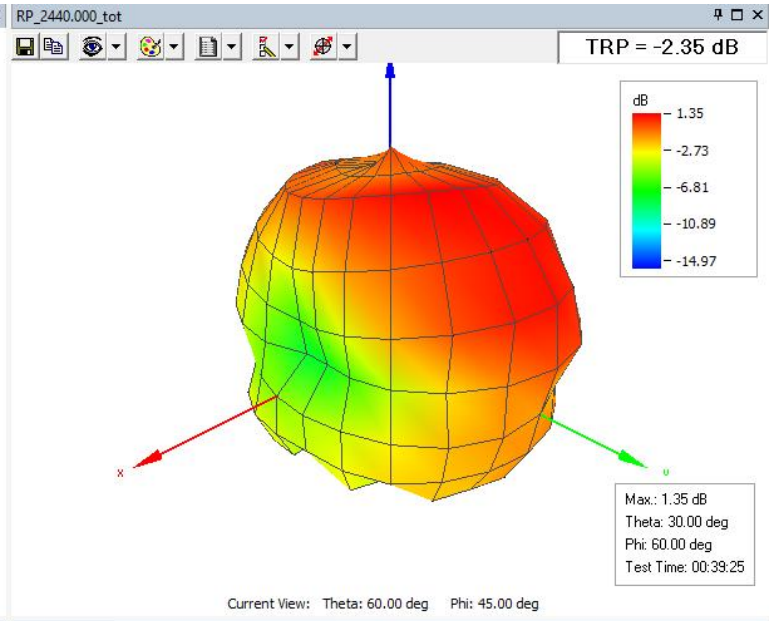 RP_2440.000_tot
TRP = -2.35 dB
dB
1.35
-2.73
-6.81
-10.89
-14.97
x
Max.: 1.35 dB
Theta: 30.00 deg
Phi: 60.00 deg
Test Time: 00:39:25
Current View: Theta: 60.00 deg Phi: 45.00 deg